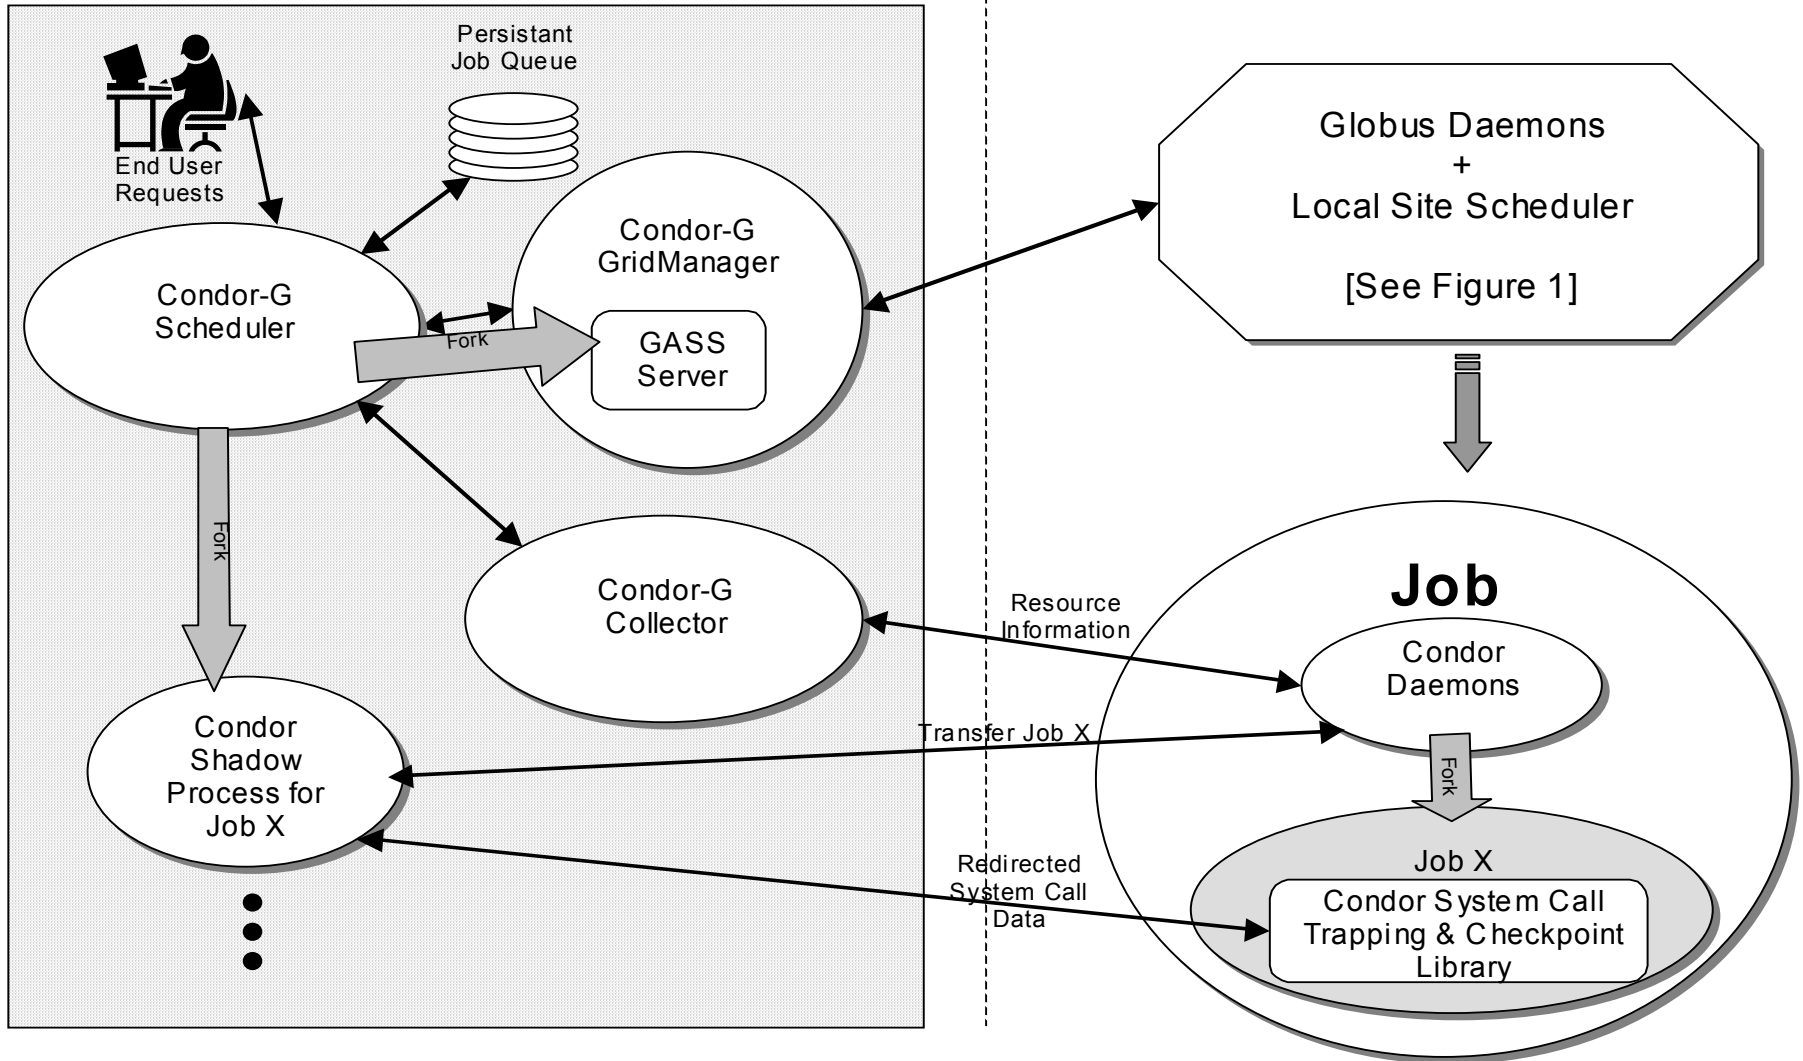 Persistant
Job Queue
End User
Requests
Condor-G
Scheduler
Condor-G
GridManager
Fork
GASS
Server
Globus Daemons
+
Local Site Scheduler
[See Figure 1]
Fork
Condor-G
Collector
Resource
Information
Job
Condor
Daemons
Condor
Shadow
Process for
Job X
Transfer Job X
Fork
Redirected
System Call
Data
Job X
Condor System Call
Trapping & Checkpoint
Library